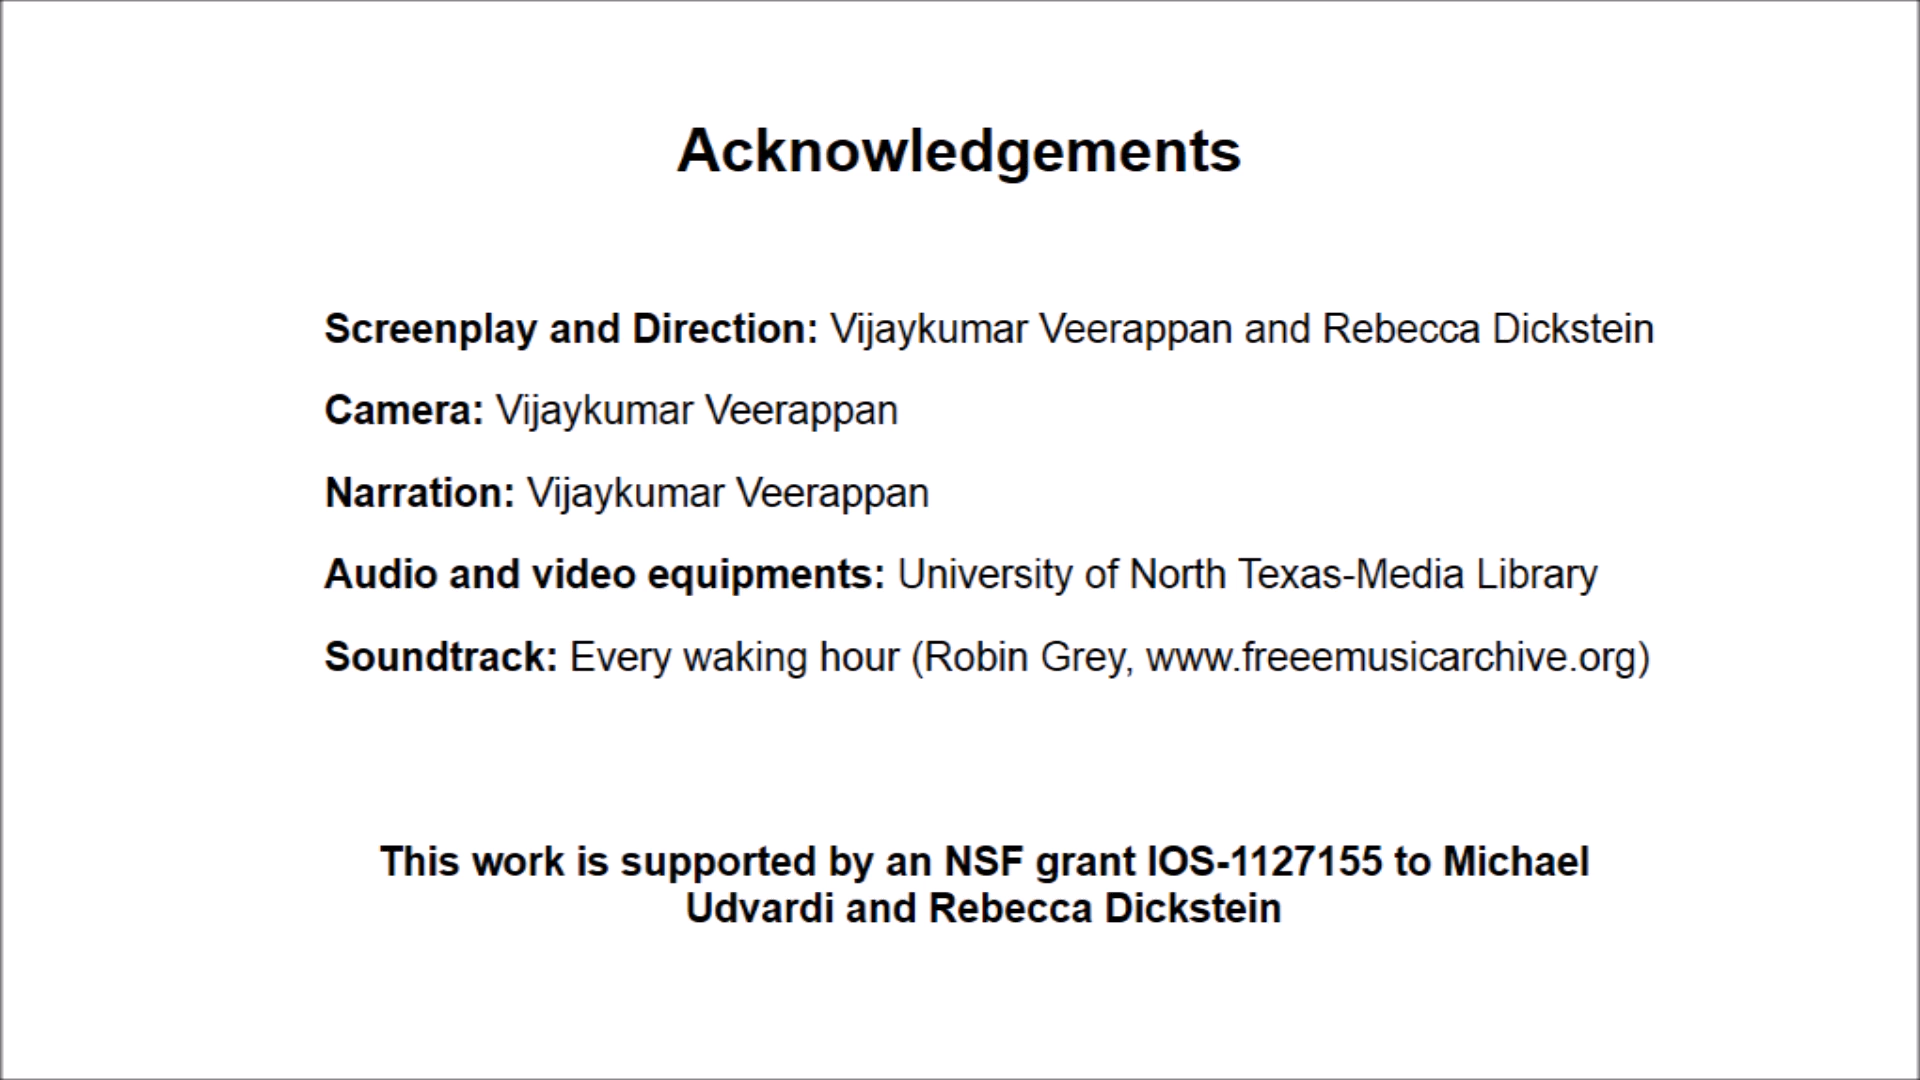 Acknowledgements
Screenplay and Direction: Vijaykumar Veerappan and Rebecca Dickstein
Camera: Vijaykumar Veerappan
Narration: Vijaykumar Veerappan
Audio and video equipments: University of North Texas-Media Library
Soundtrack: Every waking hour (Robin Grey, www.freeemusicarchive.org)
This work is supported by an NSF grant IOS-1127155 to Michael
Udvardi and Rebecca Dickstein